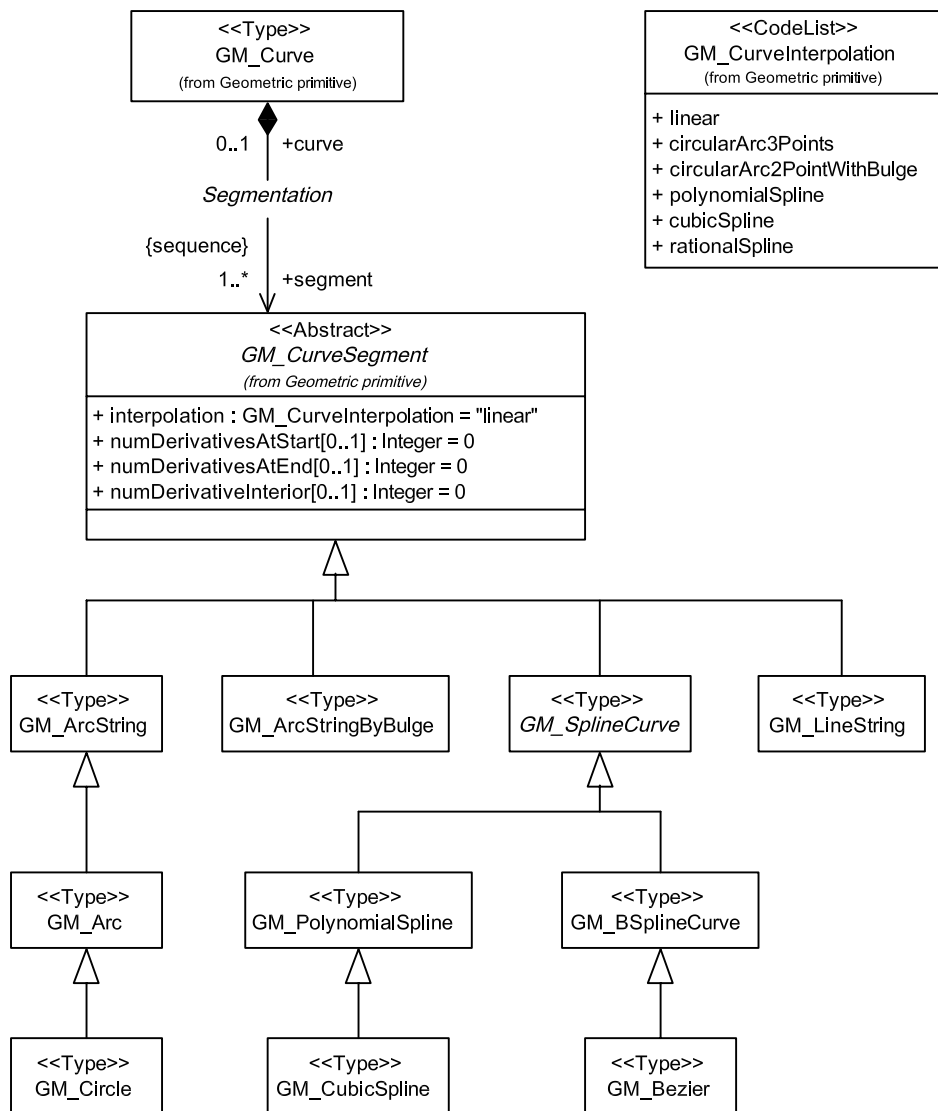 <<Type>>
GM_Curve
(from Geometric primitive)
<<CodeList>>
GM_CurveInterpolation
(from Geometric primitive)
+ linear
+ circularArc3Points
+ circularArc2PointWithBulge
+ polynomialSpline
+ cubicSpline
+ rationalSpline
0..1
+curve
Segmentation
{sequence}
1..*
+segment
<<Abstract>>
GM_CurveSegment
(from Geometric primitive)
+ interpolation : GM_CurveInterpolation = "linear"
+ numDerivativesAtStart[0..1] : Integer = 0
+ numDerivativesAtEnd[0..1] : Integer = 0
+ numDerivativeInterior[0..1] : Integer = 0
<<Type>>
GM_ArcString
<<Type>>
GM_ArcStringByBulge
<<Type>>
GM_SplineCurve
<<Type>>
GM_LineString
<<Type>>
GM_Arc
<<Type>>
GM_PolynomialSpline
<<Type>>
GM_BSplineCurve
<<Type>>
GM_Circle
<<Type>>
GM_CubicSpline
<<Type>>
GM_Bezier